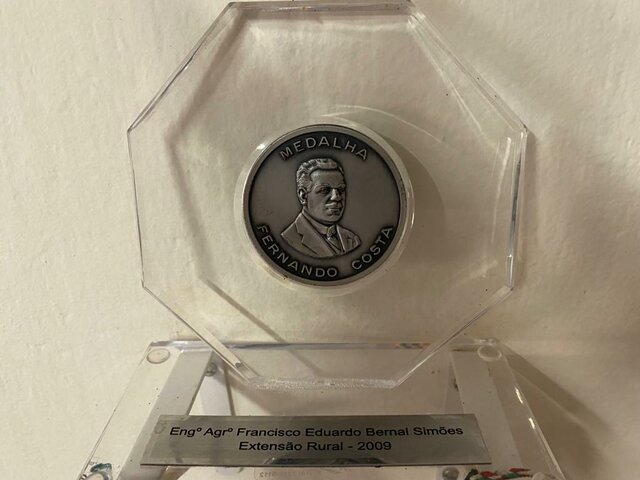 MEDALHA
FERNANDO COSTA
Engº Agrº Francisco Eduardo Bernal Simões
Extensão Rural - 2009